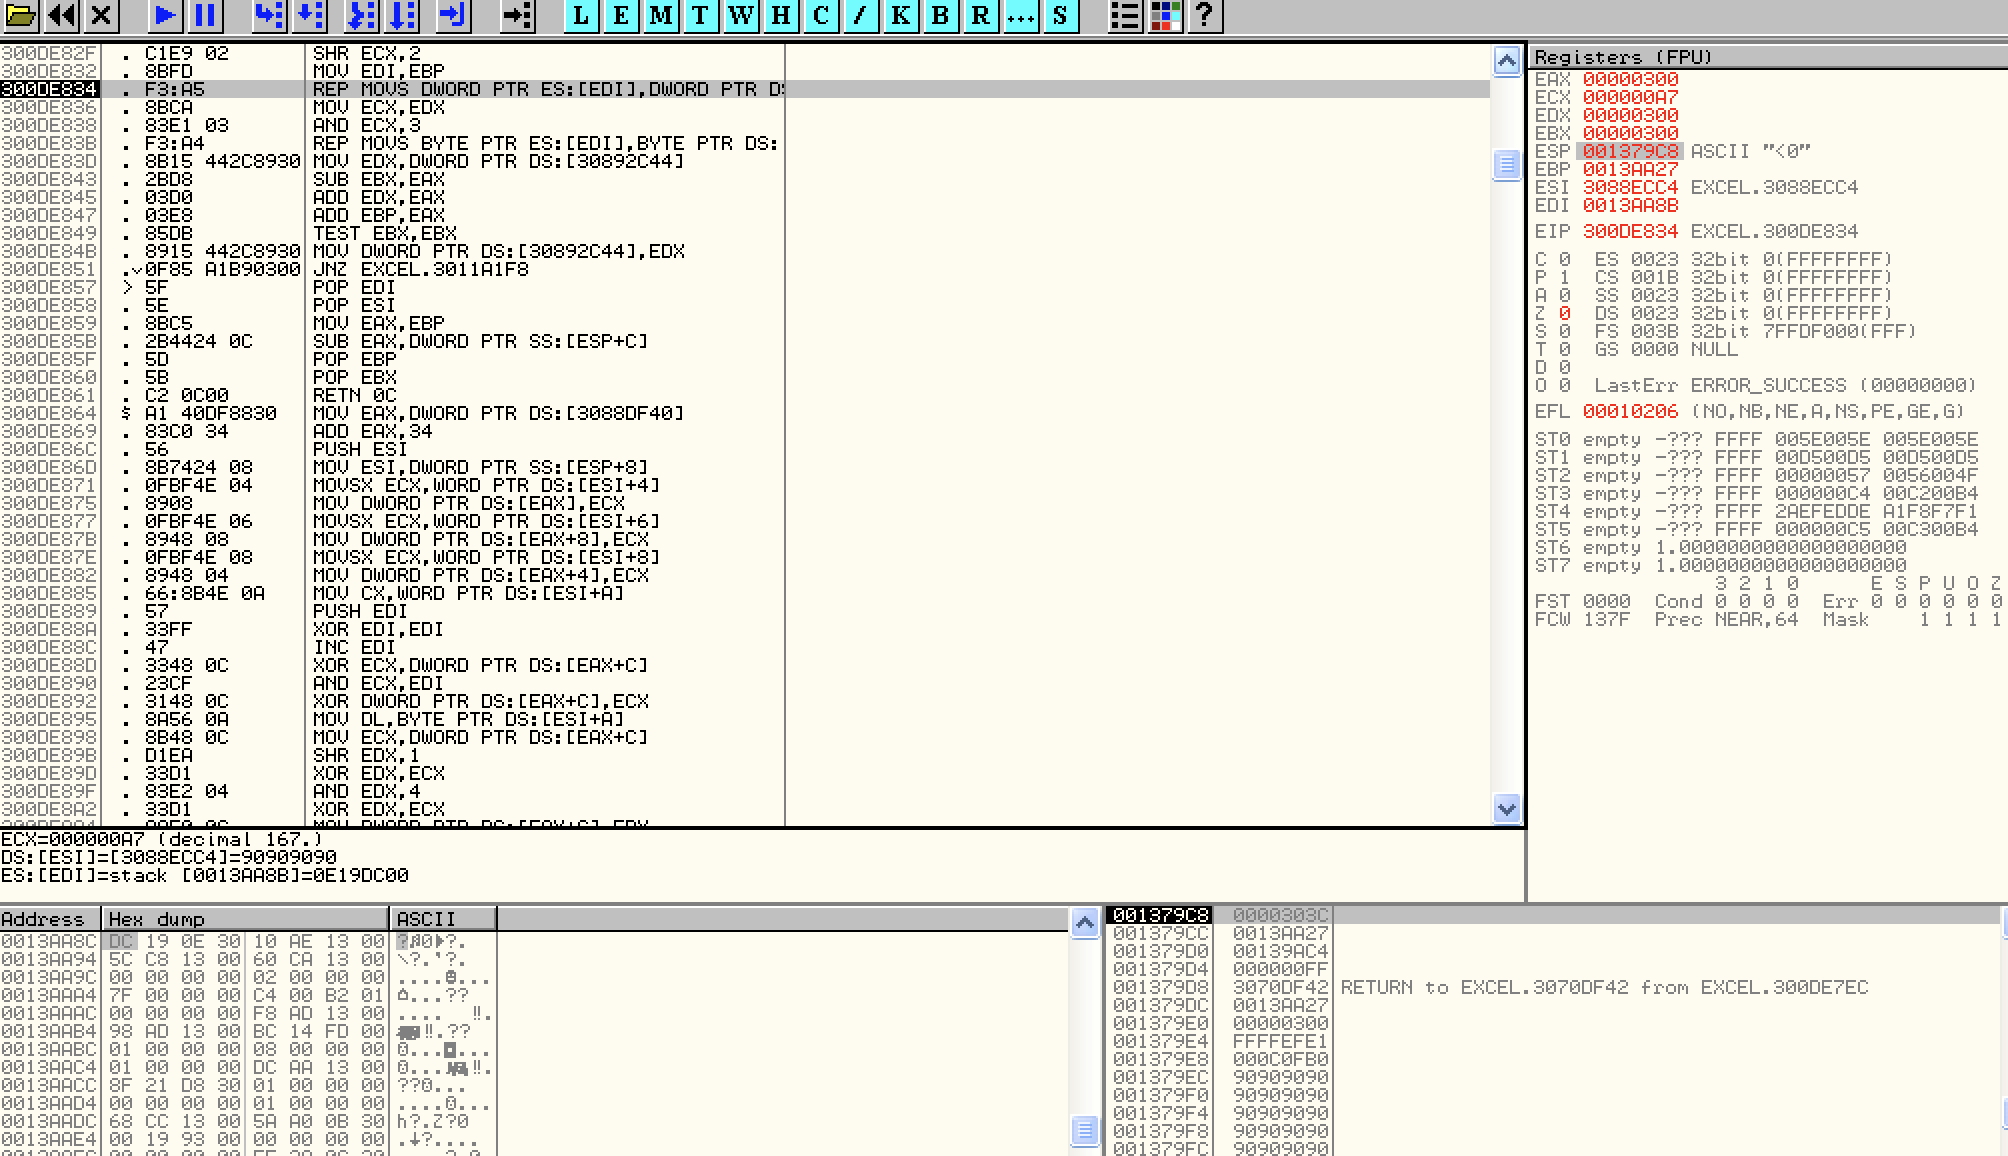 L E M T W H C / K B R ... S ?
300DE82F . C1E9 02 SHR ECX,2
300DE832 . 8BFD MOV EDI,EBP
300DE834 . F3:A5 REP MOVS DWORD PTR ES:[EDI],DWORD PTR D
300DE836 . 8BCA MOV ECX,EDX
300DE838 . 83E1 03 AND ECX,3
300DE83B . F3:A4 REP MOVS BYTE PTR ES:[EDI],BYTE PTR DS:
300DE83D . 8B15 442C8930 MOV EDX,DWORD PTR DS:[30892C44]
300DE843 . 2BD8 SUB EBX,EAX
300DE845 . 03D0 ADD EDX,EAX
300DE847 . 03E8 ADD EBP,EAX
300DE849 . 85DB TEST EBX,EBX
300DE84B . 8915 442C8930 MOV DWORD PTR DS:[30892C44],EDX
300DE851 .v0F85 A1B90300 JNZ EXCEL.3011A1F8
300DE857 > 5F POP EDI
300DE858 . 5E POP ESI
300DE859 . 8BC5 MOV EAX,EBP
300DE85B . 2B4424 0C SUB EAX,DWORD PTR SS:[ESP+C]
300DE85F . 5D POP EBP
300DE860 . 5B POP EBX
300DE861 . C2 0C00 RETN 0C
300DE864 $ A1 40DF8830 MOV EAX,DWORD PTR DS:[3088DF40]
300DE869 . 83C0 34 ADD EAX,34
300DE86C . 56 PUSH ESI
300DE86D . 8B7424 08 MOV ESI,DWORD PTR SS:[ESP+8]
300DE871 . 0FBF4E 04 MOVSX ECX,WORD PTR DS:[ESI+4]
300DE875 . 8908 MOV DWORD PTR DS:[EAX],ECX
300DE877 . 0FBF4E 06 MOVSX ECX,WORD PTR DS:[ESI+6]
300DE87B . 8948 08 MOV DWORD PTR DS:[EAX+8],ECX
300DE87E . 0FBF4E 08 MOVSX ECX,WORD PTR DS:[ESI+8]
300DE882 . 8948 04 MOV DWORD PTR DS:[EAX+4],ECX
300DE885 . 66:8B4E 0A MOV CX,WORD PTR DS:[ESI+A]
300DE889 . 57 PUSH EDI
300DE88A . 33FF XOR EDI,EDI
300DE88C . 47 INC EDI
300DE88D . 3348 0C XOR ECX,DWORD PTR DS:[EAX+C]
300DE890 . 23CF AND ECX,EDI
300DE892 . 3148 0C XOR DWORD PTR DS:[EAX+C],ECX
300DE895 . 8A56 0A MOV DL,BYTE PTR DS:[ESI+A]
300DE898 . 8B48 0C MOV ECX,DWORD PTR DS:[EAX+C]
300DE89B . D1EA SHR EDX,1
300DE89D . 33D1 XOR EDX,ECX
300DE89F . 83E2 04 AND EDX,4
300DE8A2 . 33D1 XOR EDX,ECX
ECX=000000A7 (decimal 167.)
DS:[ESI]=[3088ECC4]=90909090
ES:[EDI]=stack [0013AA8B]=0E19DC00
Registers (FPU)
EAX 00000300
ECX 000000A7
EDX 00000300
EBX 00000300
ESP 001379C8 ASCII "<0"
EBP 0013AA27
ESI 3088ECC4 EXCEL.3088ECC4
EDI 0013AA8B
EIP 300DE834 EXCEL.300DE834
C 0 ES 0023 32bit 0(FFFFFFFF)
P 1 CS 001B 32bit 0(FFFFFFFF)
A 0 SS 0023 32bit 0(FFFFFFFF)
Z 0 DS 0023 32bit 0(FFFFFFFF)
S 0 FS 003B 32bit 7FFDF000(FFF)
T 0 GS 0000 NULL
D 0
O 0 LastErr ERROR_SUCCESS (00000000)
EFL 00010206 (NO,NB,NE,A,NS,PE,GE,G)
ST0 empty -??? FFFF 005E005E 005E005E
ST1 empty -??? FFFF 00D500D5 00D500D5
ST2 empty -??? FFFF 00000057 0056004F
ST3 empty -??? FFFF 000000C4 00C200B4
ST4 empty -??? FFFF 2AEFEDDE A1F8F7F1
ST5 empty -??? FFFF 000000C5 00C300B4
ST6 empty 1.0000000000000000000
ST7 empty 1.0000000000000000000
3 2 1 0 E S P U O Z
FST 0000 Cond 0 0 0 0 Err 0 0 0 0 0 0
FCW 137F Prec NEAR,64 Mask 1 1 1 1
Address Hex dump ASCII
0013AA8C DC 19 0E 30 10 AE 13 00
0013AA94 5C C8 13 00 60 CA 13 00 \?.'?.
0013AA9C 00 00 00 00 02 00 00 00
0013AAA4 7F 00 00 00 C4 00 B2 01
0013AAAC 00 00 00 00 F8 AD 13 00
0013AAB4 98 AD 13 00 BC 14 FD 00
0013AABC 01 00 00 00 08 00 00 00
0013AAC4 01 00 00 00 DC AA 13 00
0013AACC 8F 21 D8 30 01 00 00 00
0013AAD4 00 00 00 00 01 00 00 00
0013AADC 68 CC 13 00 5A A0 0B 30 h?.Z?0
0013AAE4 00 19 93 00 00 00 00 00 .↓?....
001379C8 0000303C
001379CC 0013AA27
001379D0 00139AC4
001379D4 000000FF
001379D8 3070DF42 RETURN to EXCEL.3070DF42 from EXCEL.300DE7EC
001379DC 0013AA27
001379E0 00000300
001379E4 FFFFEFE1
001379E8 000C0FB0
001379EC 90909090
001379F0 90909090
001379F4 90909090
001379F8 90909090
001379FC 90909090